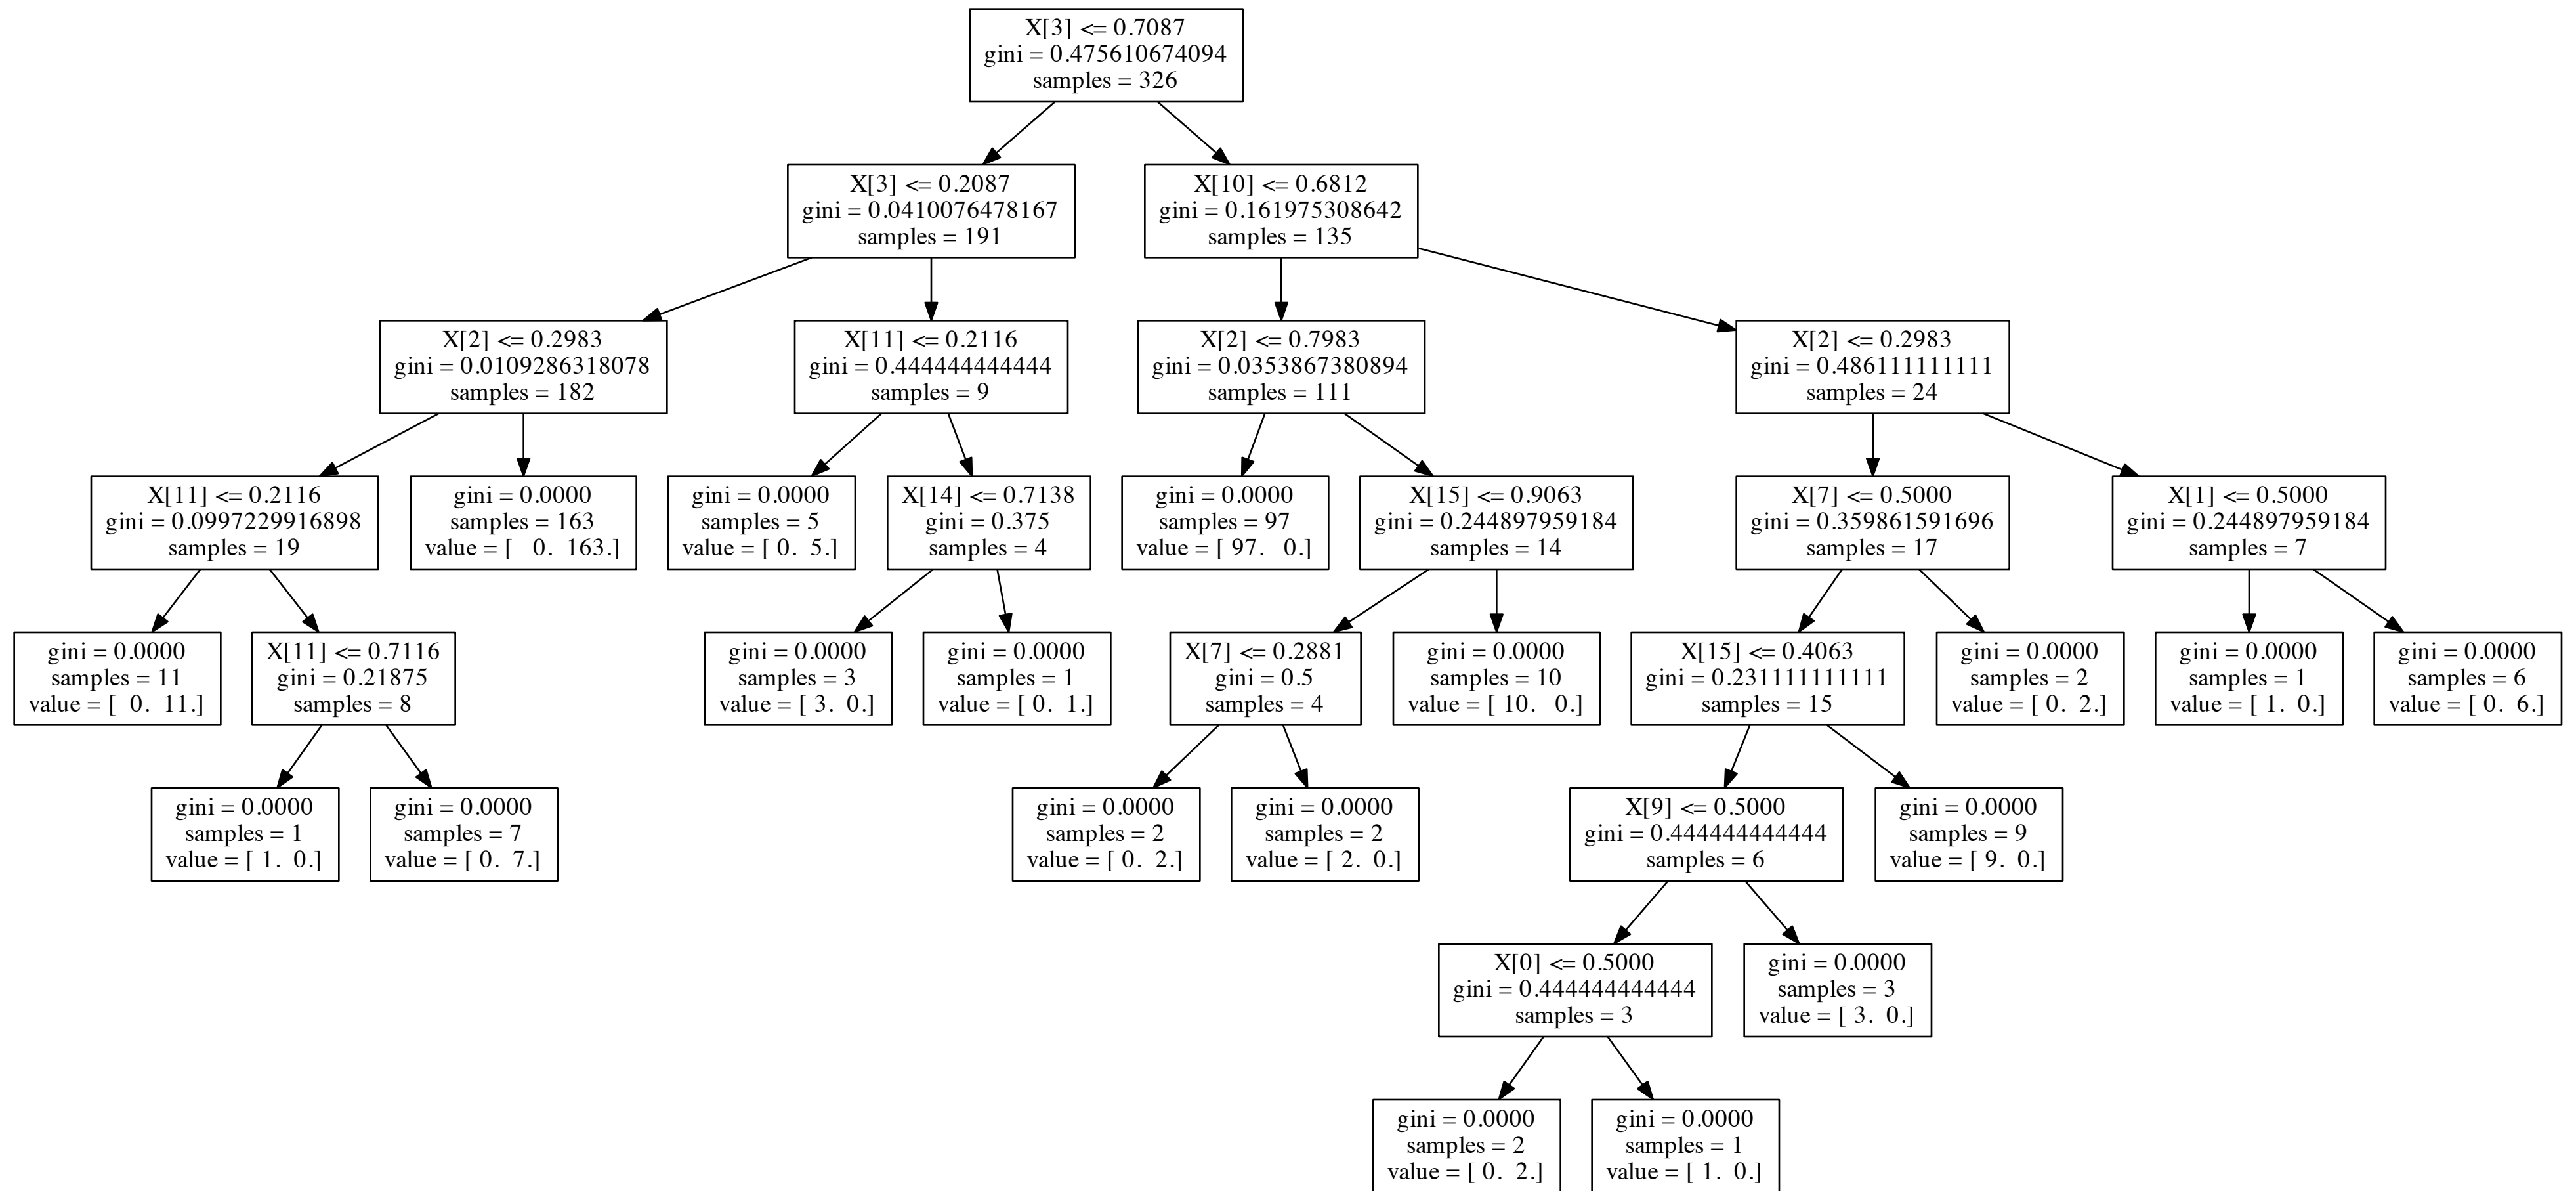 X[3] <= 0.7087
gini = 0.475610674094
samples = 326
X[3] <= 0.2087
gini = 0.0410076478167
samples = 191
X[10] <= 0.6812
gini = 0.161975308642
samples = 135
X[2] <= 0.2983
gini = 0.0109286318078
samples = 182
X[11] <= 0.2116
gini = 0.444444444444
samples = 9
X[2] <= 0.7983
gini = 0.0353867380894
samples = 111
X[2] <= 0.2983
gini = 0.486111111111
samples = 24
X[11] <= 0.2116
gini = 0.0997229916898
samples = 19
gini = 0.0000
samples = 163
value = [   0.  163.]
gini = 0.0000
samples = 5
value = [ 0.  5.]
X[14] <= 0.7138
gini = 0.375
samples = 4
gini = 0.0000
samples = 97
value = [ 97.   0.]
X[15] <= 0.9063
gini = 0.244897959184
samples = 14
X[7] <= 0.5000
gini = 0.359861591696
samples = 17
X[1] <= 0.5000
gini = 0.244897959184
samples = 7
gini = 0.0000
samples = 11
value = [  0.  11.]
X[11] <= 0.7116
gini = 0.21875
samples = 8
gini = 0.0000
samples = 3
value = [ 3.  0.]
gini = 0.0000
samples = 1
value = [ 0.  1.]
X[7] <= 0.2881
gini = 0.5
samples = 4
gini = 0.0000
samples = 10
value = [ 10.   0.]
X[15] <= 0.4063
gini = 0.231111111111
samples = 15
gini = 0.0000
samples = 2
value = [ 0.  2.]
gini = 0.0000
samples = 1
value = [ 1.  0.]
gini = 0.0000
samples = 6
value = [ 0.  6.]
gini = 0.0000
samples = 1
value = [ 1.  0.]
gini = 0.0000
samples = 7
value = [ 0.  7.]
gini = 0.0000
samples = 2
value = [ 0.  2.]
gini = 0.0000
samples = 2
value = [ 2.  0.]
X[9] <= 0.5000
gini = 0.444444444444
samples = 6
gini = 0.0000
samples = 9
value = [ 9.  0.]
X[0] <= 0.5000
gini = 0.444444444444
samples = 3
gini = 0.0000
samples = 3
value = [ 3.  0.]
gini = 0.0000
samples = 2
value = [ 0.  2.]
gini = 0.0000
samples = 1
value = [ 1.  0.]